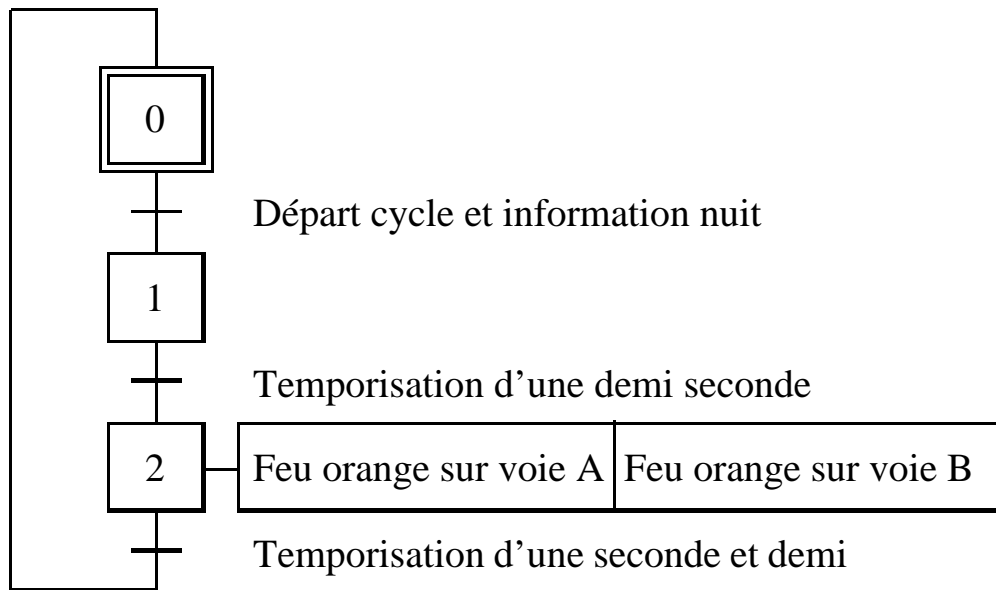 0
Départ cycle et information nuit
1
Temporisation d’une demi seconde
2
Feu orange sur voie A
Feu orange sur voie B
Temporisation d’une seconde et demi